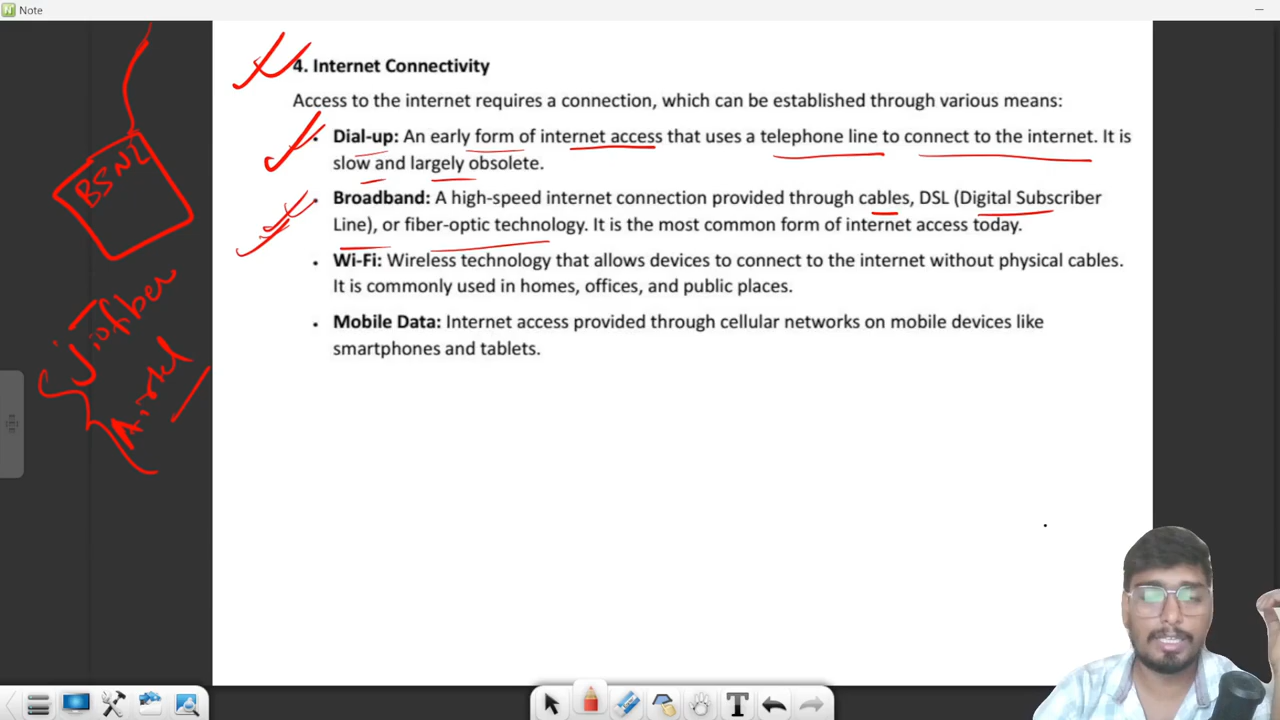 Note
4. Internet Connectivity
Access to the internet requires a connection, which can be established through various means:
• Dial-up: An early form of internet access that uses a telephone line to connect to the internet. It is
slow and largely obsolete.
• Broadband: A high-speed internet connection provided through cables, DSL (Digital Subscriber
Line), or fiber-optic technology. It is the most common form of internet access today.
• Wi-Fi: Wireless technology that allows devices to connect to the internet without physical cables.
It is commonly used in homes, offices, and public places.
• Mobile Data: Internet access provided through cellular networks on mobile devices like
smartphones and tablets.
BSNL
Jiofiber
Airtel